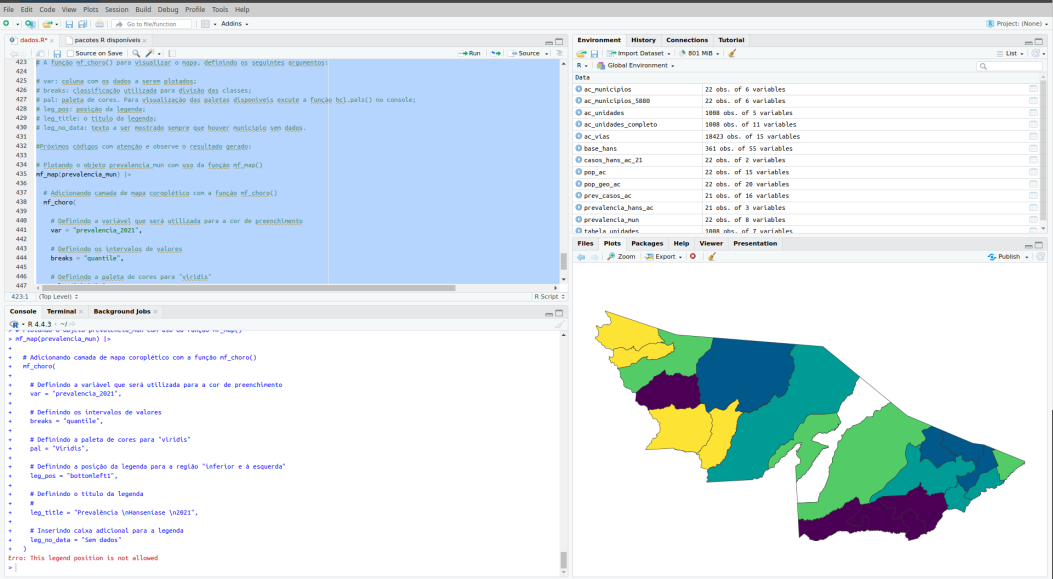 File Edit Code View Plots Session Build Debug Profile Tools Help
Go to file/function
Addins
Project: (None)
dados.R*
pacotes R disponíveis
Source on Save
Run
Source
423 # A função mf_choro() para visualizar o mapa, definindo os seguintes argumentos:
424
425 # var: coluna com os dados a serem plotados;
426 # breaks: classificação utilizada para divisão das classes;
427 # pal: paleta de cores. Para visualização das paletas disponíveis excute a função hcl.pals() no console;
428 # leg_pos: posição da legenda;
429 # leg_title: o título da legenda;
430 # leg_no_data: texto a ser mostrado sempre que houver município sem dados.
431
432 #Próximos códigos com atenção e observe o resultado gerado:
433
434 # Plotando o objeto prevalencia_mun com uso da função mf_map()
435 mf_map(prevalencia_mun) |>
436
437 # Adicionando camada de mapa coroplético com a função mf_choro()
438 mf_choro(
439
440 # Definindo a variável que será utilizada para a cor de preenchimento
441 var = "prevalencia_2021",
442
443 # Definindo os intervalos de valores
444 breaks = "quantile",
445
446 # Definindo a paleta de cores para "viridis"
447
423:1 (Top Level) R Script
Console Terminal Background Jobs
R 4.4.3 · ~/
> # Plotando o objeto prevalencia_mun com uso da função mf_map()
> mf_map(prevalencia_mun) |>
+
+ # Adicionando camada de mapa coroplético com a função mf_choro()
+ mf_choro(
+
+ # Definindo a variável que será utilizada para a cor de preenchimento
+ var = "prevalencia_2021",
+
+ # Definindo os intervalos de valores
+ breaks = "quantile",
+
+ # Definindo a paleta de cores para "viridis"
+ pal = "Viridis",
+
+ # Definindo a posição da legenda para a região "inferior e à esquerda"
+ leg_pos = "bottomleft1",
+
+ # Definindo o título da legenda
+ #
+ leg_title = "Prevalência \nHanseníase \n2021",
+
+ # Inserindo caixa adicional para a legenda
+ leg_no_data = "Sem dados"
+ )
Erro: This legend position is not allowed
>
Environment History Connections Tutorial
Import Dataset 801 MiB List
R Global Environment
Data
ac_municipios 22 obs. of 6 variables
ac_municipios_5880 22 obs. of 6 variables
ac_unidades 1008 obs. of 5 variables
ac_unidades_completo 1008 obs. of 11 variables
ac_vias 18423 obs. of 15 variables
base_hans 361 obs. of 55 variables
casos_hans_ac_21 22 obs. of 2 variables
pop_ac 22 obs. of 15 variables
pop_geo_ac 22 obs. of 20 variables
prev_casos_ac 21 obs. of 16 variables
prevalencia_hans_ac 21 obs. of 3 variables
prevalencia_mun 22 obs. of 8 variables
tabela_unidades 1008 obs. of 7 variables
Files Plots Packages Help Viewer Presentation
Zoom Export Publish